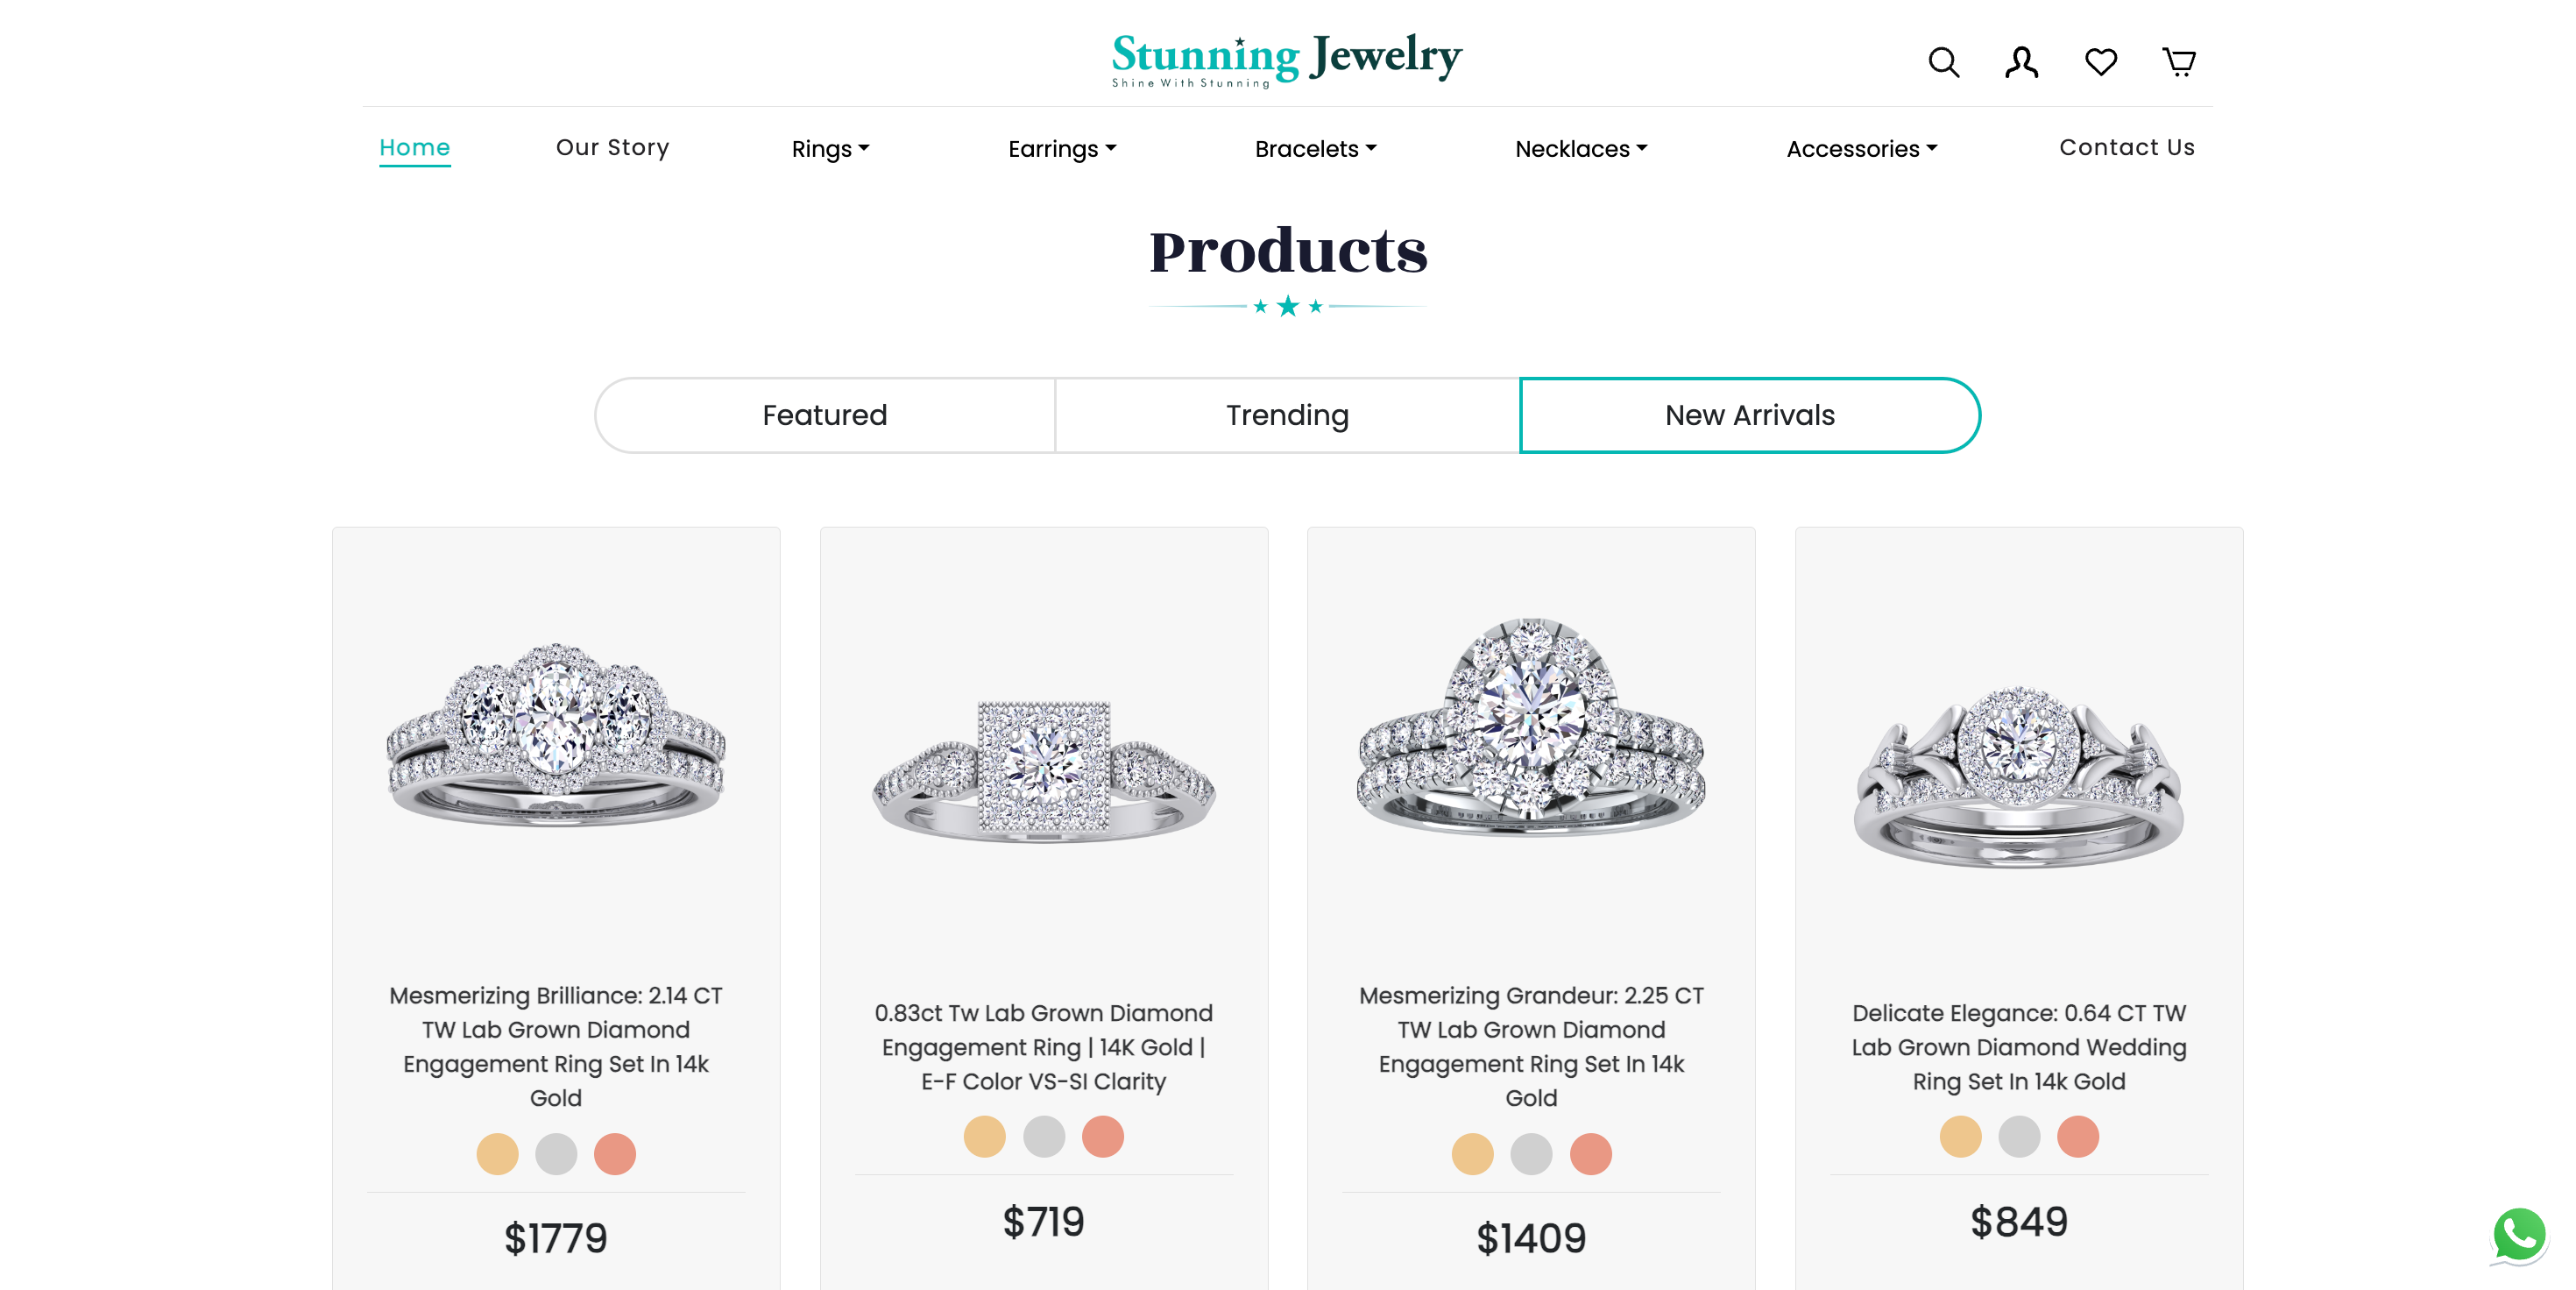 Stunning Jewelry
Shine With Stunning
Home
Our Story
Rings
Earrings
Bracelets
Necklaces
Accessories
Contact Us
Products
Featured
Trending
New Arrivals
Mesmerizing Brilliance: 2.14 CT
TW Lab Grown Diamond
Engagement Ring Set In 14k
Gold
$1779
0.83ct Tw Lab Grown Diamond
Engagement Ring | 14K Gold |
E-F Color VS-SI Clarity
$719
Mesmerizing Grandeur: 2.25 CT
TW Lab Grown Diamond
Engagement Ring Set In 14k
Gold
$1409
Delicate Elegance: 0.64 CT TW
Lab Grown Diamond Wedding
Ring Set In 14k Gold
$849